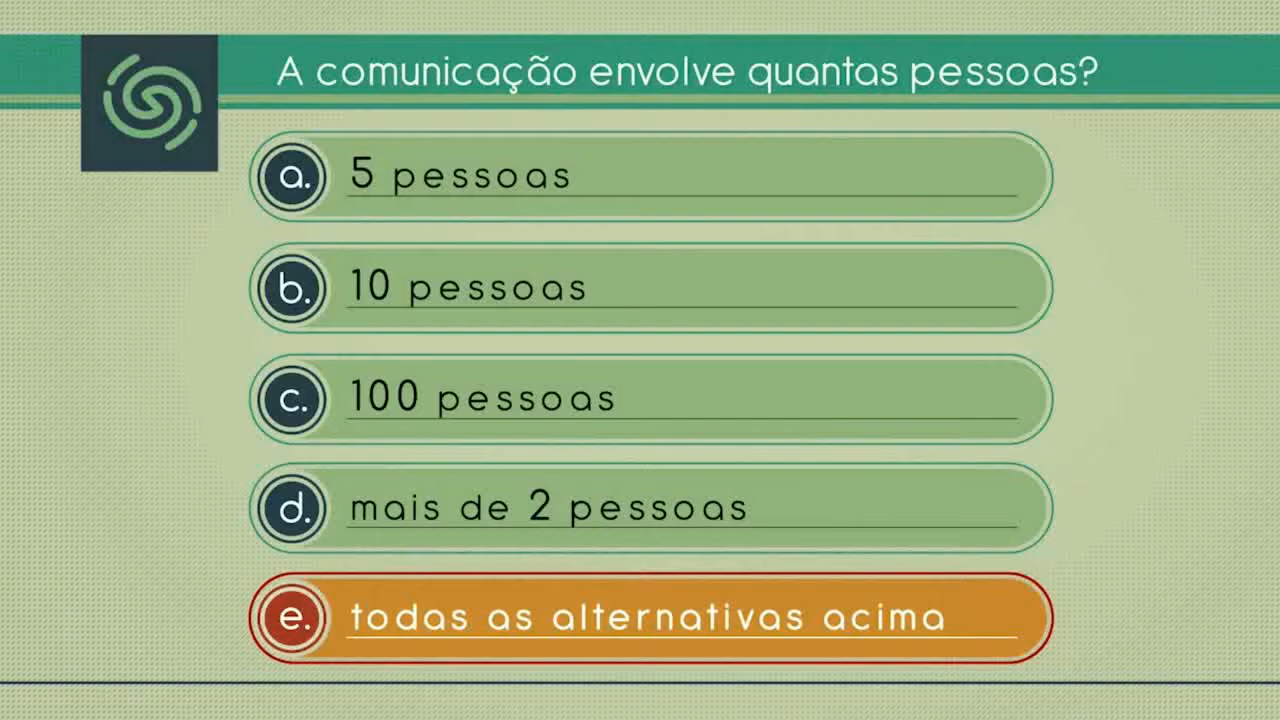 A comunicação envolve quantas pessoas?
a. 5 pessoas
b. 10 pessoas
c. 100 pessoas
d. mais de 2 pessoas
e. todas as alternativas acima